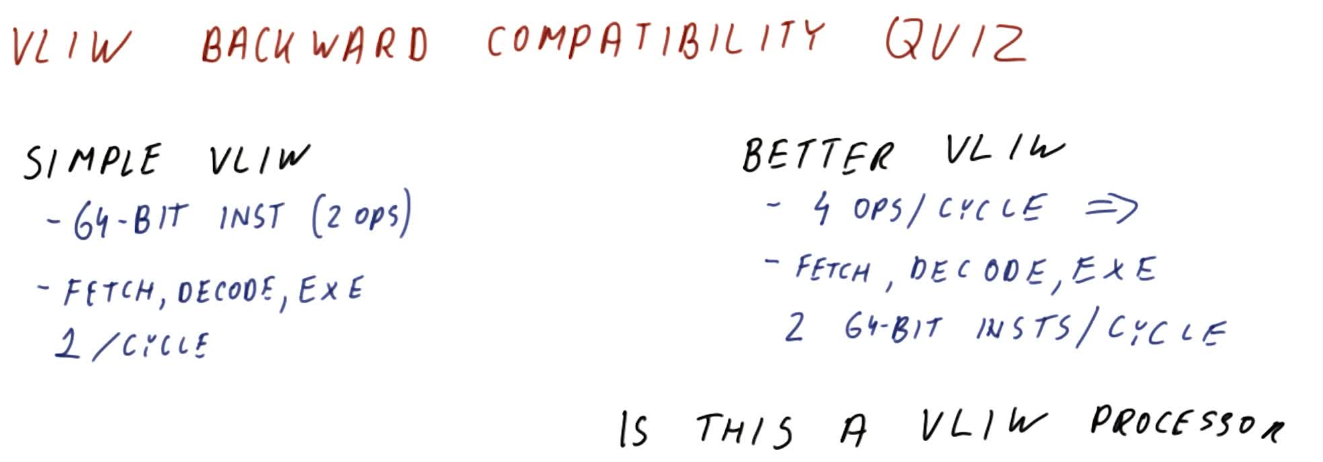 VLIW BACKWARD COMPATIBILITY QUIZ
SIMPLE VLIW
- 64-BIT INST (2 OPS)
- FETCH, DECODE, EXE
1/CYCLE
BETTER VLIW
- 4 OPS/CYCLE =>
- FETCH, DECODE, EXE
2 64-BIT INSTS/CYCLE
IS THIS A VLIW PROCESSOR